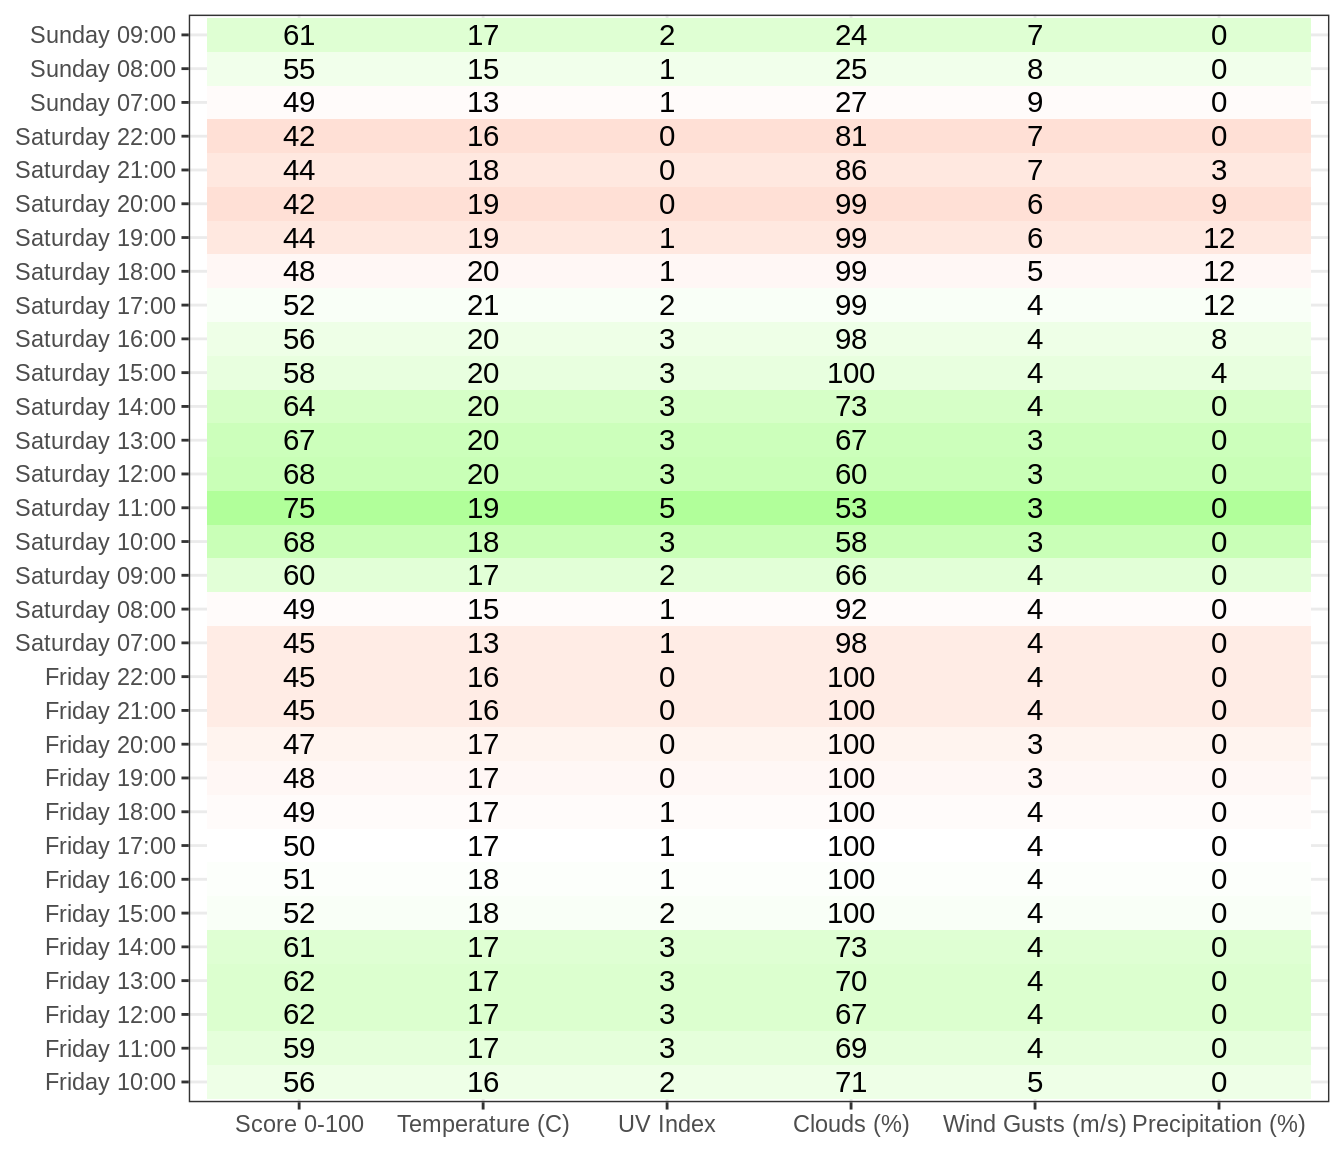 Sunday 09:00 61 17 2 24 7 0
Sunday 08:00 55 15 1 25 8 0
Sunday 07:00 49 13 1 27 9 0
Saturday 22:00 42 16 0 81 7 0
Saturday 21:00 44 18 0 86 7 3
Saturday 20:00 42 19 0 99 6 9
Saturday 19:00 44 19 1 99 6 12
Saturday 18:00 48 20 1 99 5 12
Saturday 17:00 52 21 2 99 4 12
Saturday 16:00 56 20 3 98 4 8
Saturday 15:00 58 20 3 100 4 4
Saturday 14:00 64 20 3 73 4 0
Saturday 13:00 67 20 3 67 3 0
Saturday 12:00 68 20 3 60 3 0
Saturday 11:00 75 19 5 53 3 0
Saturday 10:00 68 18 3 58 3 0
Saturday 09:00 60 17 2 66 4 0
Saturday 08:00 49 15 1 92 4 0
Saturday 07:00 45 13 1 98 4 0
Friday 22:00 45 16 0 100 4 0
Friday 21:00 45 16 0 100 4 0
Friday 20:00 47 17 0 100 3 0
Friday 19:00 48 17 0 100 3 0
Friday 18:00 49 17 1 100 4 0
Friday 17:00 50 17 1 100 4 0
Friday 16:00 51 18 1 100 4 0
Friday 15:00 52 18 2 100 4 0
Friday 14:00 61 17 3 73 4 0
Friday 13:00 62 17 3 70 4 0
Friday 12:00 62 17 3 67 4 0
Friday 11:00 59 17 3 69 4 0
Friday 10:00 56 16 2 71 5 0
Score 0-100 Temperature (C) UV Index Clouds (%) Wind Gusts (m/s) Precipitation (%)